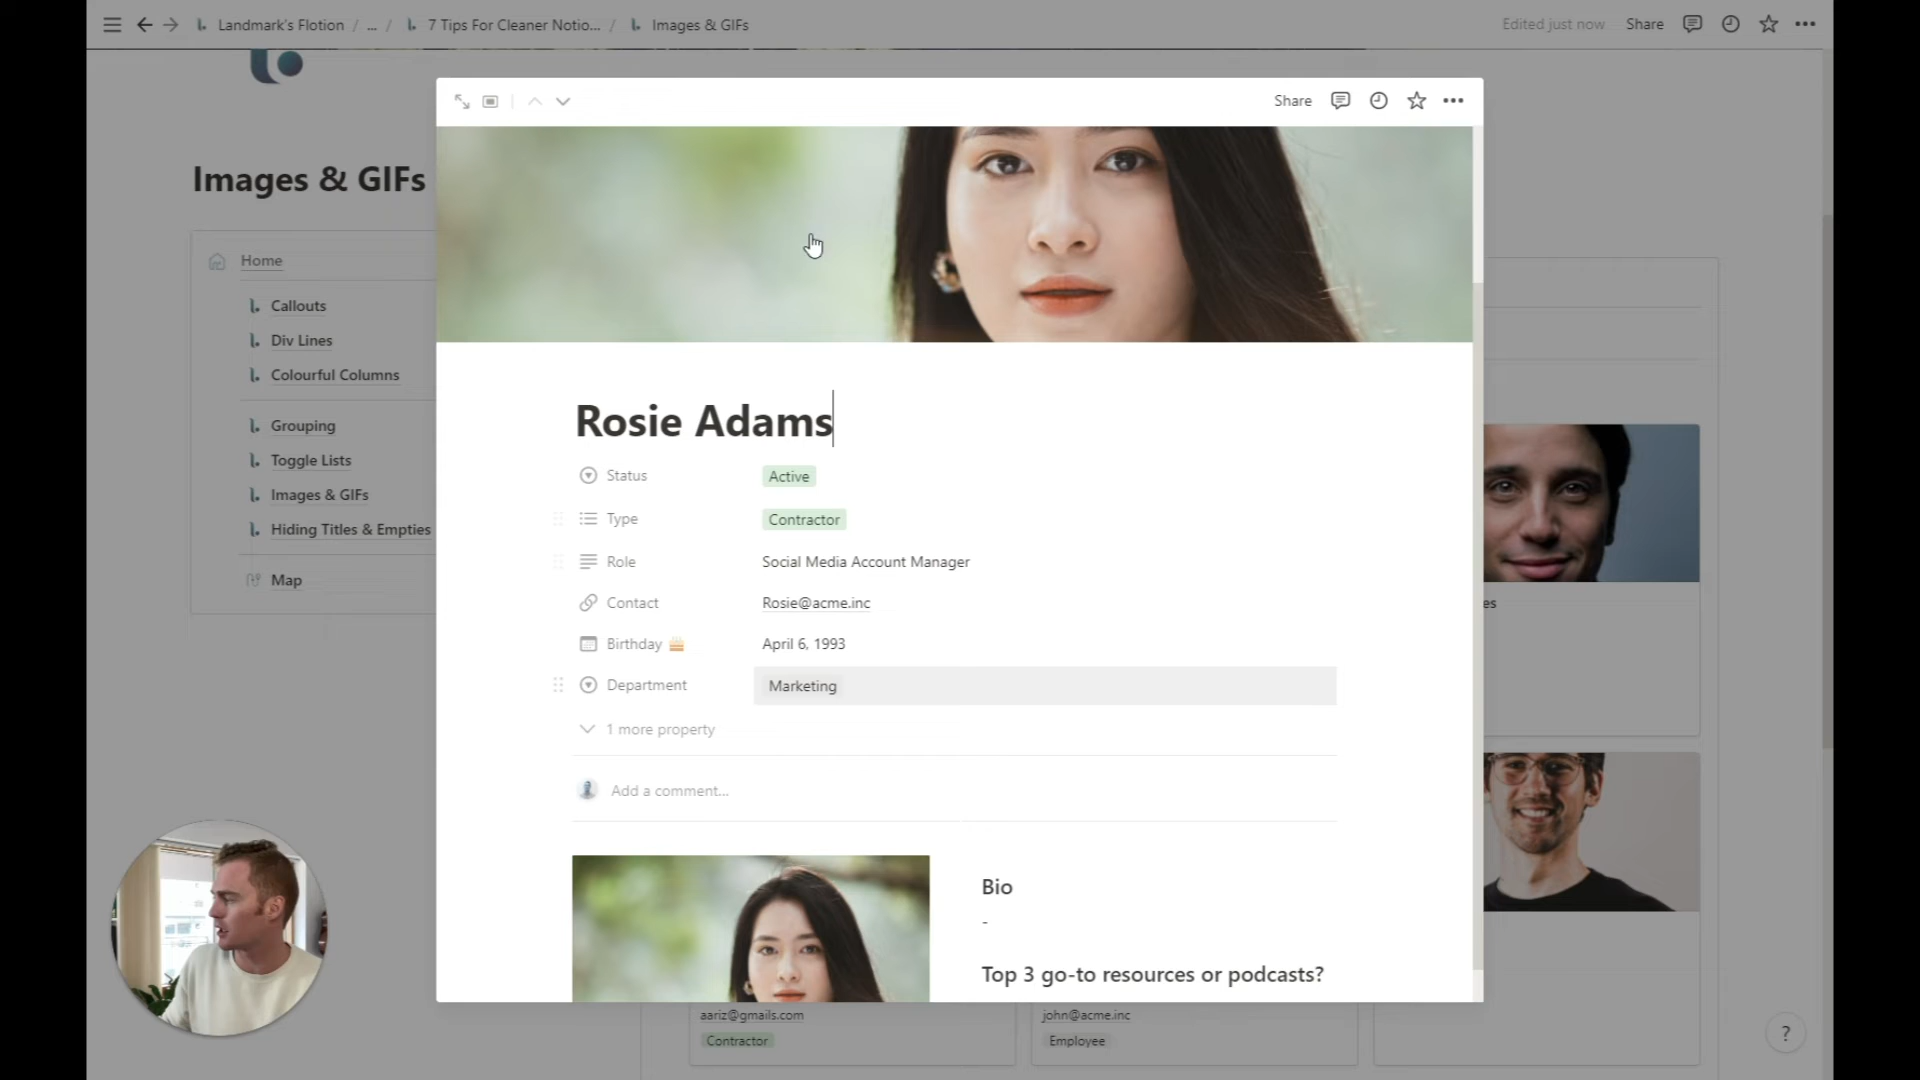 Landmark's Flotion / ... / 7 Tips For Cleaner Notio... / Images & GIFs
Edited just now Share
Share
Images & GIFs
Home
Callouts
Div Lines
Colourful Columns
Grouping
Toggle Lists
Images & GIFs
Hiding Titles & Empties
Map
Rosie Adams
Status Active
Type Contractor
Role Social Media Account Manager
Contact Rosie@acme.inc
Birthday April 6, 1993
Department Marketing
1 more property
Add a comment...
Bio
-
Top 3 go-to resources or podcasts?
es
aariz@gmails.com
Contractor
john@acme.inc
Employee
?